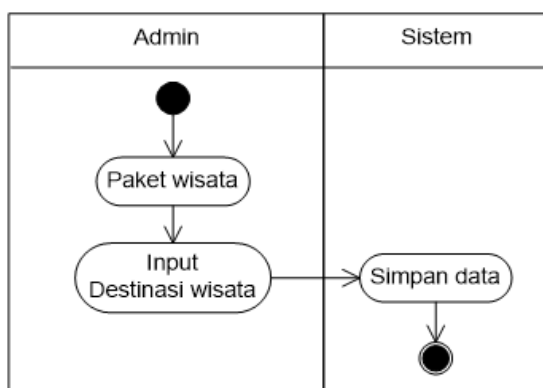 Admin
Sistem
Paket wisata
Input
Destinasi wisata
Simpan data